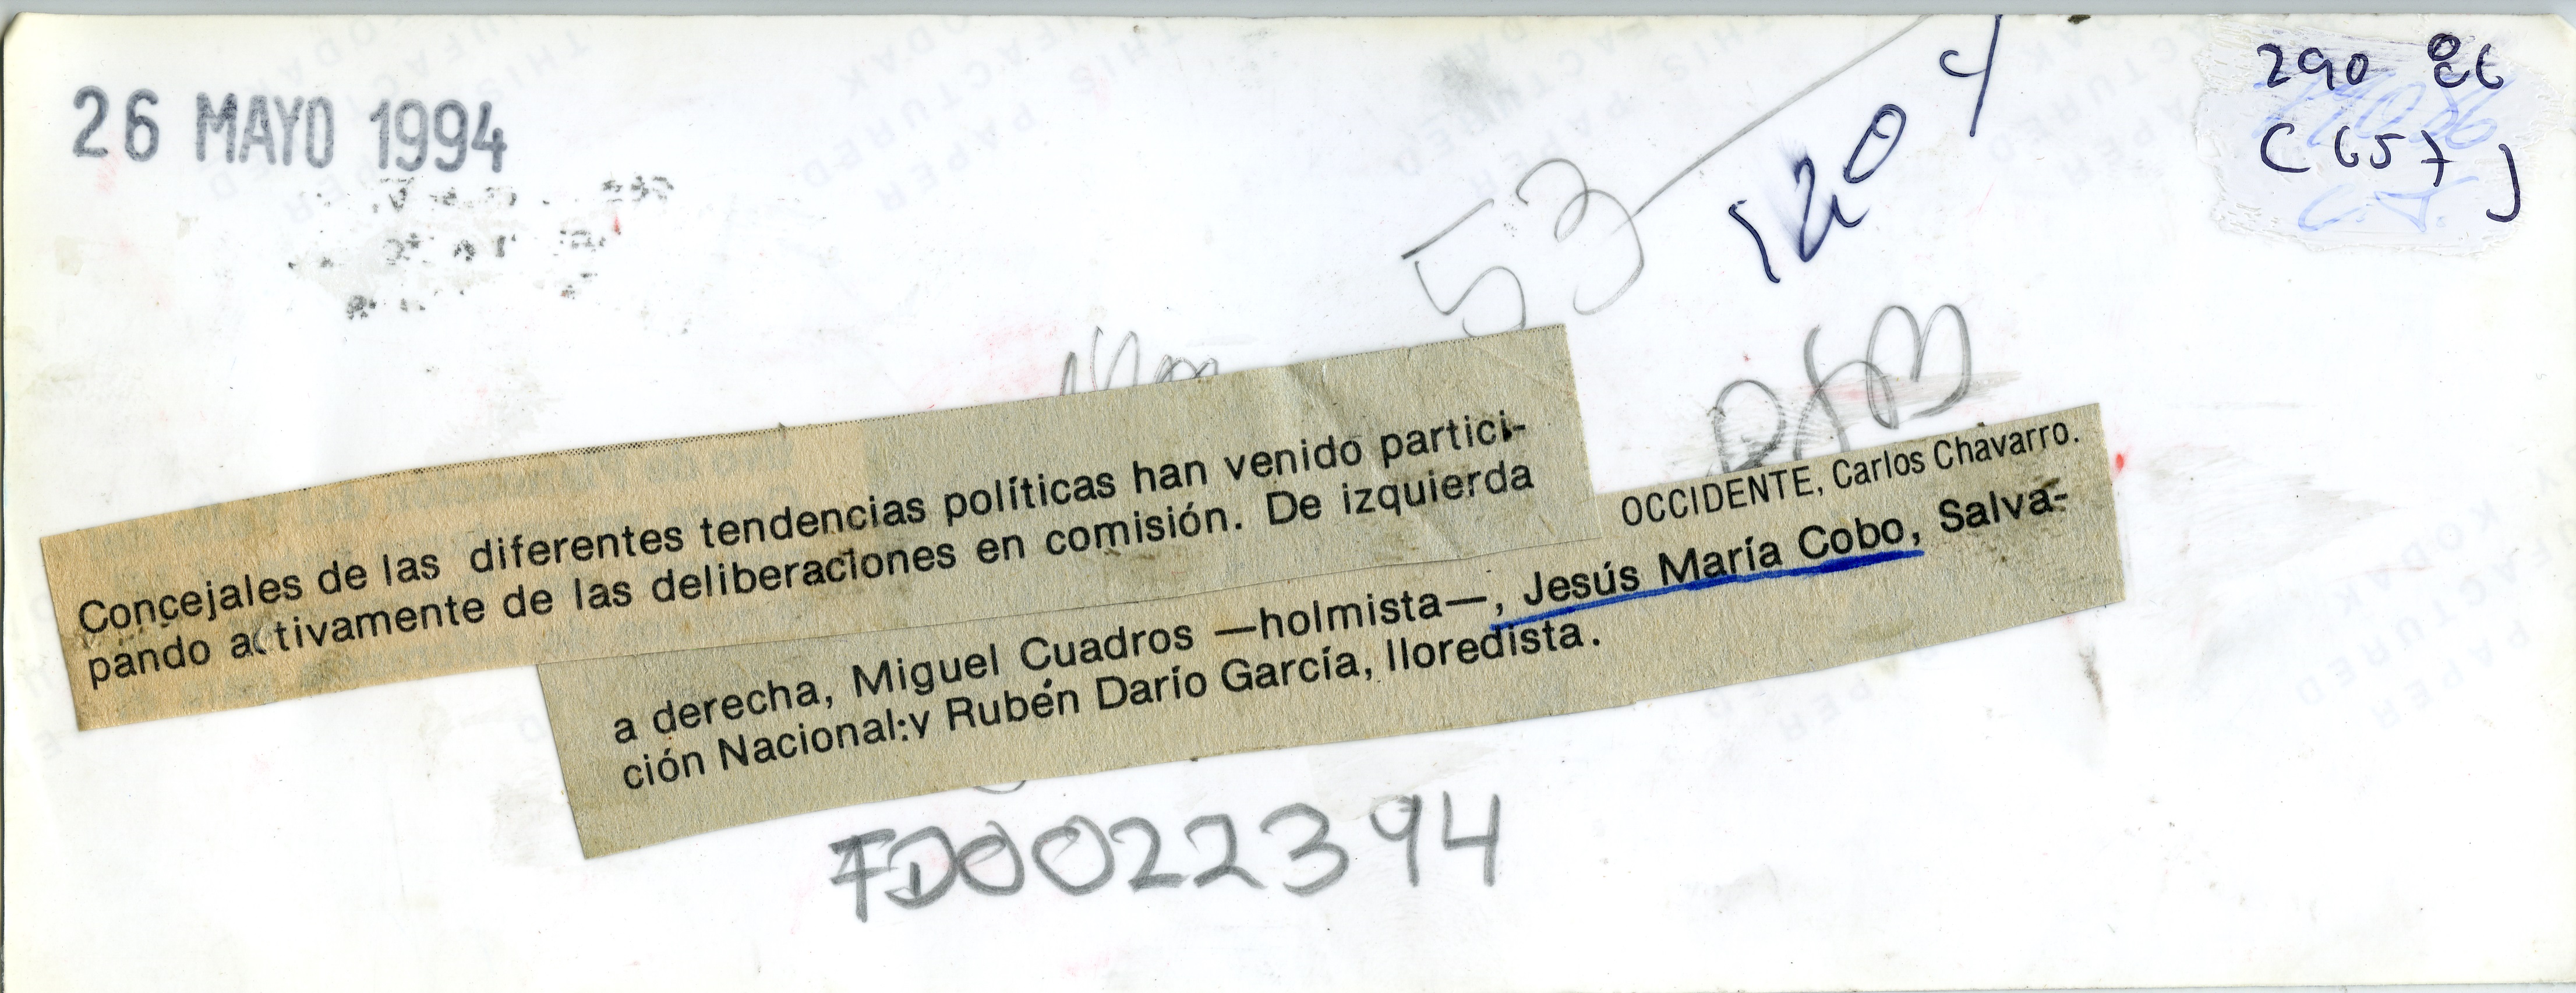 26 MAYO 1994
290 86
C 657 J
53
120 Y
OCCIDENTE, Carlos Chavarro.
Concejales de las diferentes tendencias políticas han venido partici-
pando activamente de las deliberaciones en comisión. De izquierda
a derecha, Miguel Cuadros —holmista—, Jesús María Cobo, Salva-
ción Nacional:y Rubén Darío García, lloredista.
FD0022394